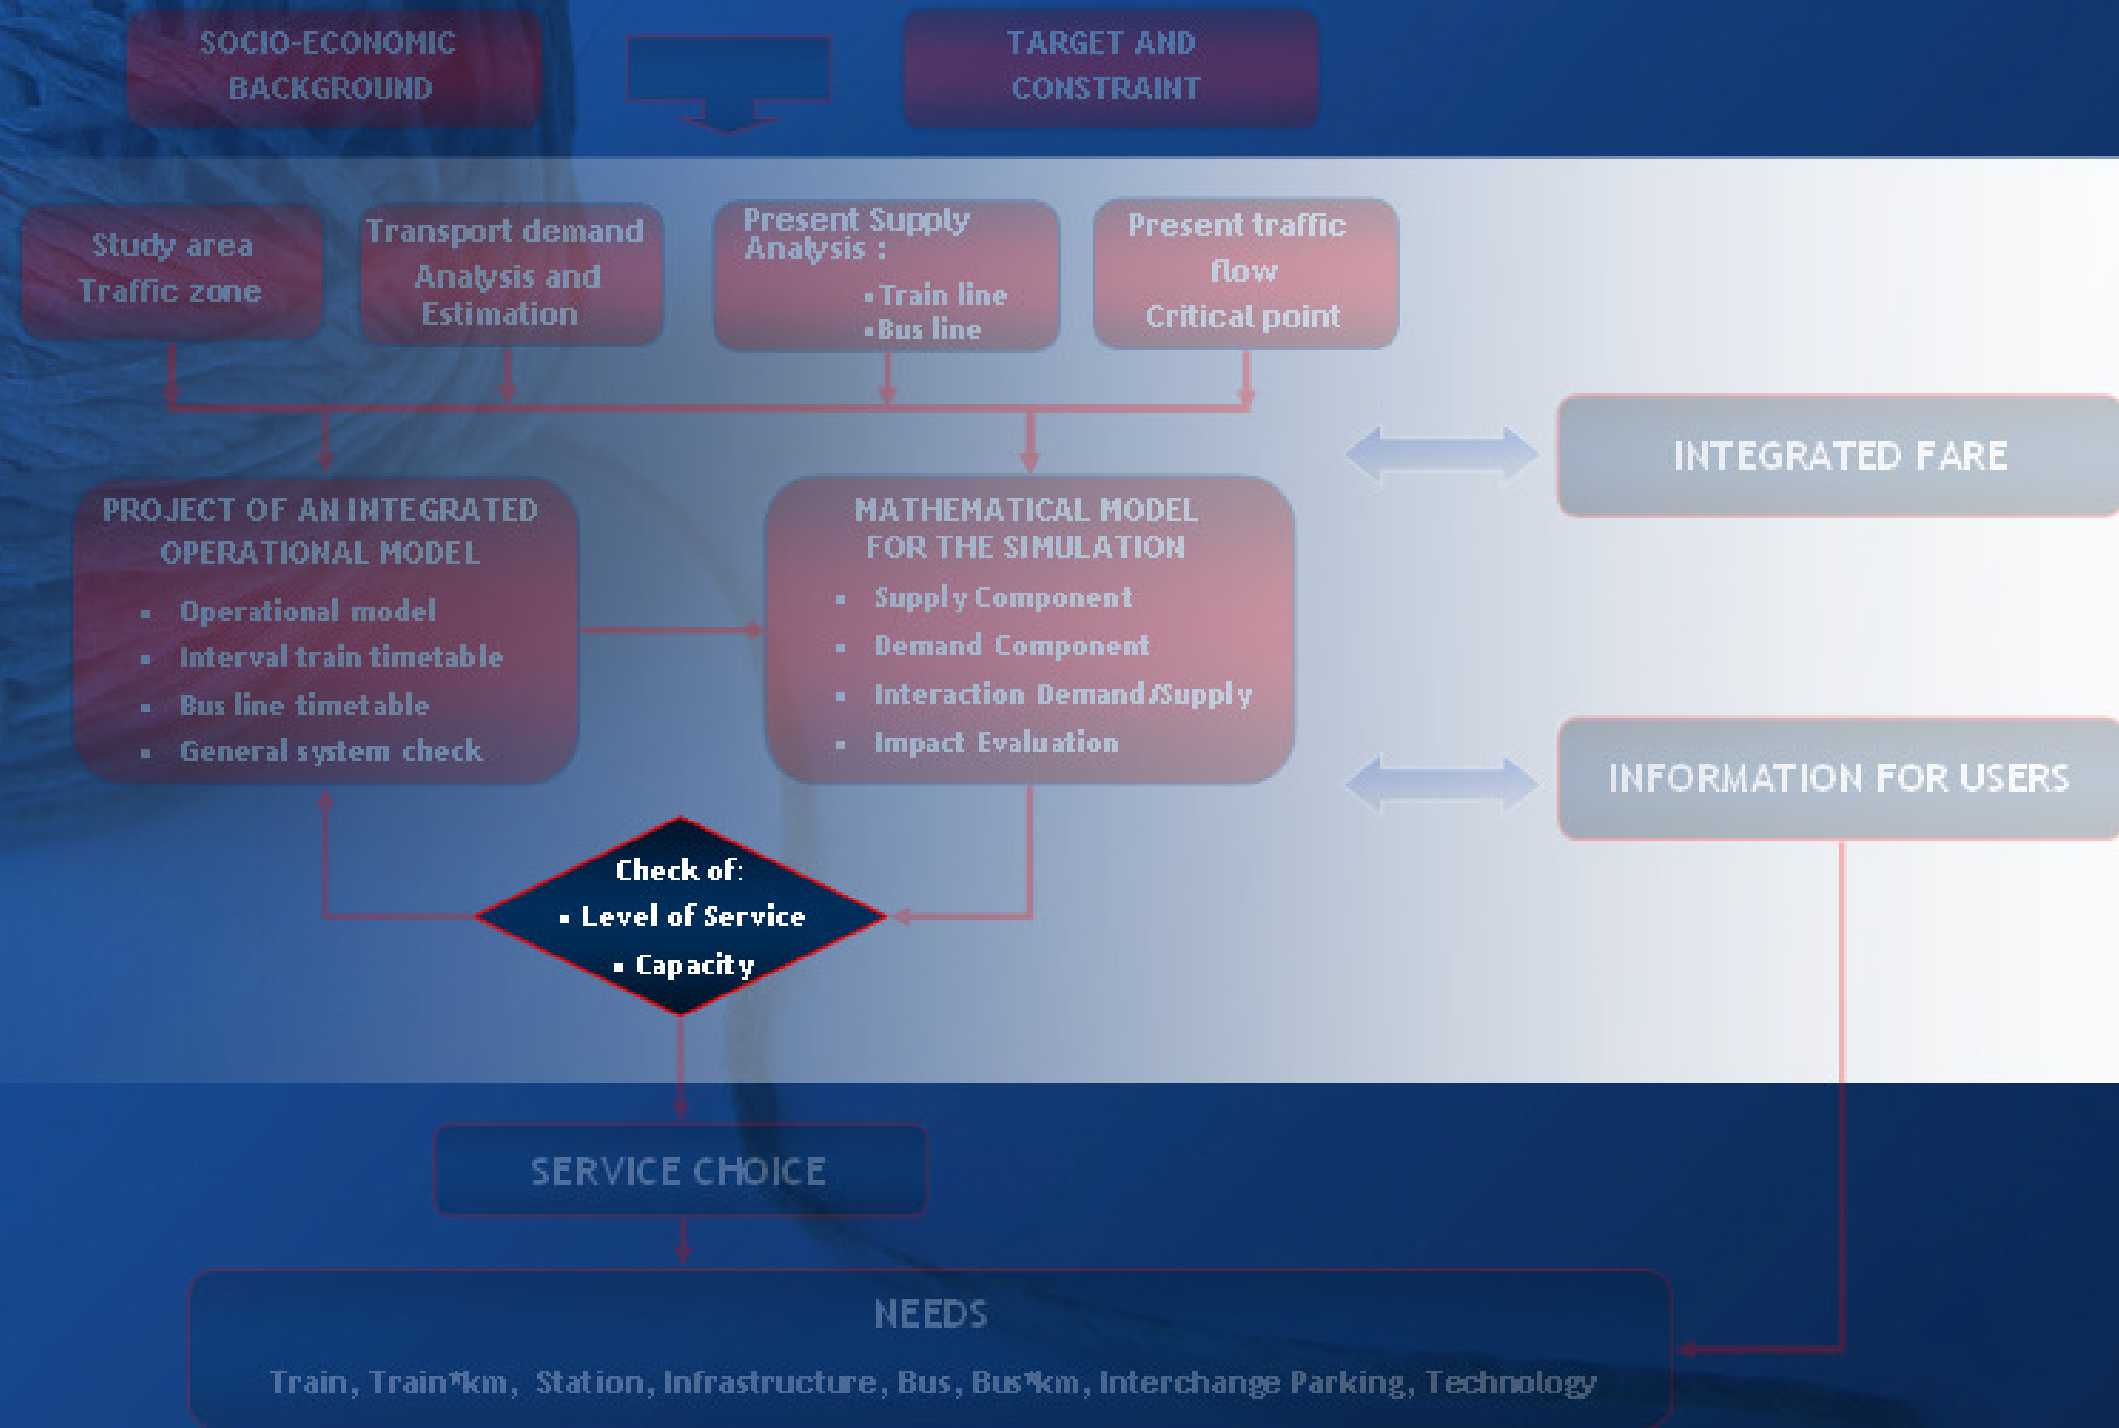 SOCIO-ECONOMIC
BACKGROUND
TARGET AND
CONSTRAINT
Study area
Traffic zone
Transport demand
Analysis and
Estimation
Present Supply
Analysis :
▪Train line
▪Bus line
Present traffic
flow
Critical point
INTEGRATED FARE
PROJECT OF AN INTEGRATED
OPERATIONAL MODEL
▪ Operational model
▪ Interval train timetable
▪ Bus line timetable
▪ General system check
MATHEMATICAL MODEL
FOR THE SIMULATION
▪ Supply Component
▪ Demand Component
▪ Interaction Demand/Supply
▪ Impact Evaluation
INFORMATION FOR USERS
Check of:
▪ Level of Service
▪ Capacity
SERVICE CHOICE
NEEDS
Train, Train*km, Station, Infrastructure, Bus, Bus*km, Interchange Parking, Technology